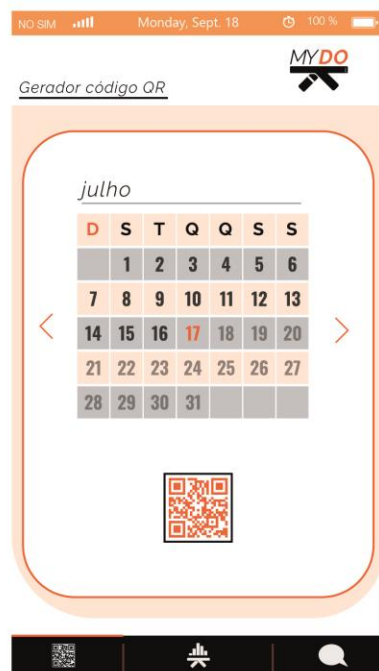 NO SIM Monday, Sept. 18 100 %
MYDO
Gerador código QR
julho
D S T Q Q S S
1 2 3 4 5 6
7 8 9 10 11 12 13
14 15 16 17 18 19 20
21 22 23 24 25 26 27
28 29 30 31